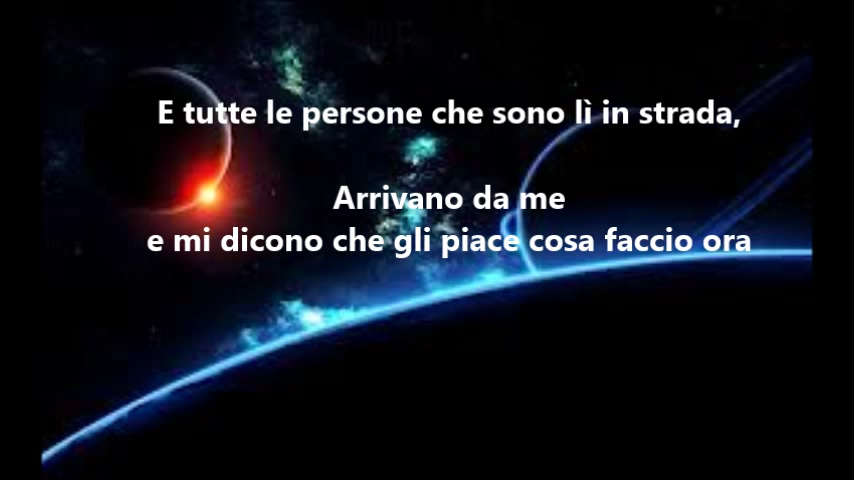 E tutte le persone che sono lì in strada,
Arrivano da me
e mi dicono che gli piace cosa faccio ora